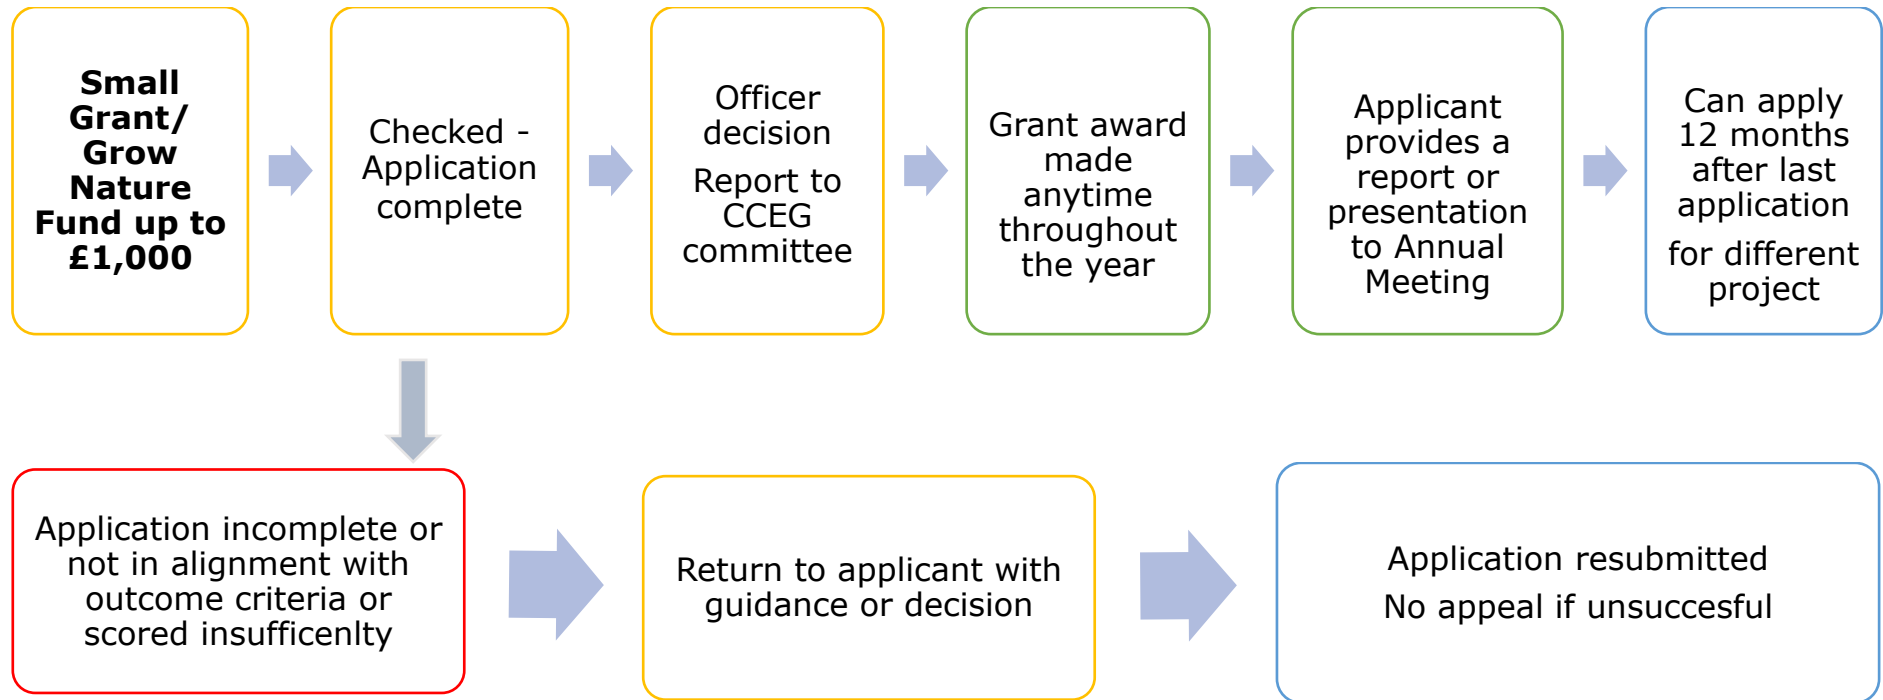 Small
Grant/
Grow
Nature
Fund up to
£1,000
Checked -
Application
complete
Officer
decision
Report to
CCEG
committee
Grant award
made
anytime
throughout
the year
Applicant
provides a
report or
presentation
to Annual
Meeting
Can apply
12 months
after last
application
for different
project
Application incomplete or
not in alignment with
outcome criteria or
scored insufficenlty
Return to applicant with
guidance or decision
Application resubmitted
No appeal if unsuccesful